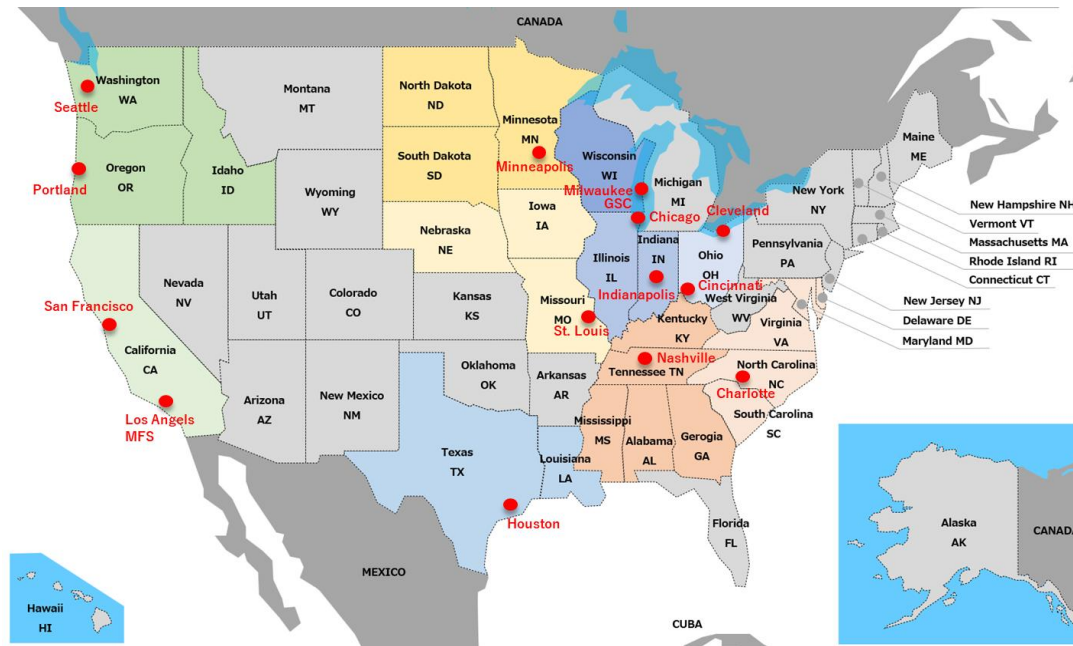 CANADA
Washington
WA
Seattle
Montana
MT
North Dakota
ND
Minnesota
MN
Minneapolis
Oregon
OR
Portland
Idaho
ID
Wyoming
WY
South Dakota
SD
Wisconsin
WI
Milwaukee
GSC
Michigan
MI
Maine
ME
New York
NY
New Hampshire NH
Vermont VT
Massachusetts MA
Rhode Island RI
Connecticut CT
Iowa
IA
Nebraska
NE
Chicago
Cleveland
Pennsylvania
PA
Nevada
NV
Utah
UT
Colorado
CO
Kansas
KS
Missouri
MO
St. Louis
Illinois
IL
Indiana
IN
Indianapolis
Ohio
OH
Cincinnati
West Virginia
WV
Virginia
VA
New Jersey NJ
Delaware DE
Maryland MD
San Francisco
California
CA
Los Angels
MFS
Arizona
AZ
New Mexico
NM
Oklahoma
OK
Arkansas
AR
Kentucky
KY
Nashville
Tennessee TN
North Carolina
NC
Charlotte
South Carolina
SC
Texas
TX
Houston
Louisiana
LA
Mississippi
MS
Alabama
AL
Gerogia
GA
Florida
FL
MEXICO
CUBA
Hawaii
HI
Alaska
AK
CANADA